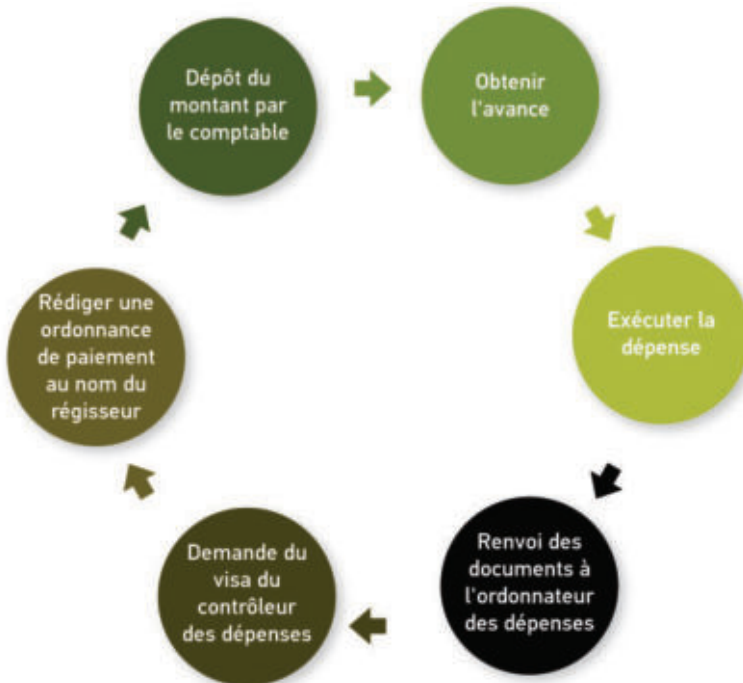 Dépôt du
montant par
le comptable
Obtenir
l'avance
Exécuter la
dépense
Renvoi des
documents à
l'ordonnateur
des dépenses
Demande du
visa du
contrôleur
des dépenses
Rédiger une
ordonnance
de paiement
au nom du
régisseur